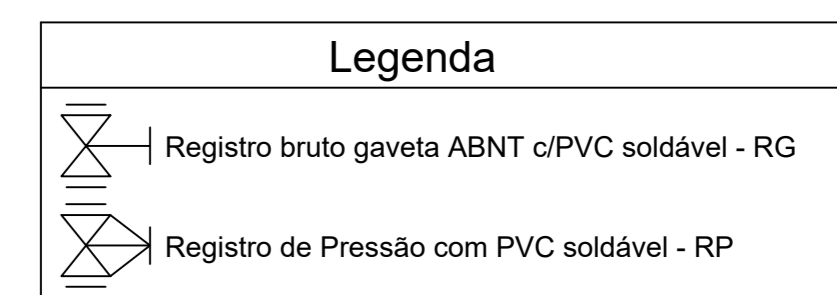 Legenda
Registro bruto gaveta ABNT c/PVC soldável - RG
Registro de Pressão com PVC soldável - RP